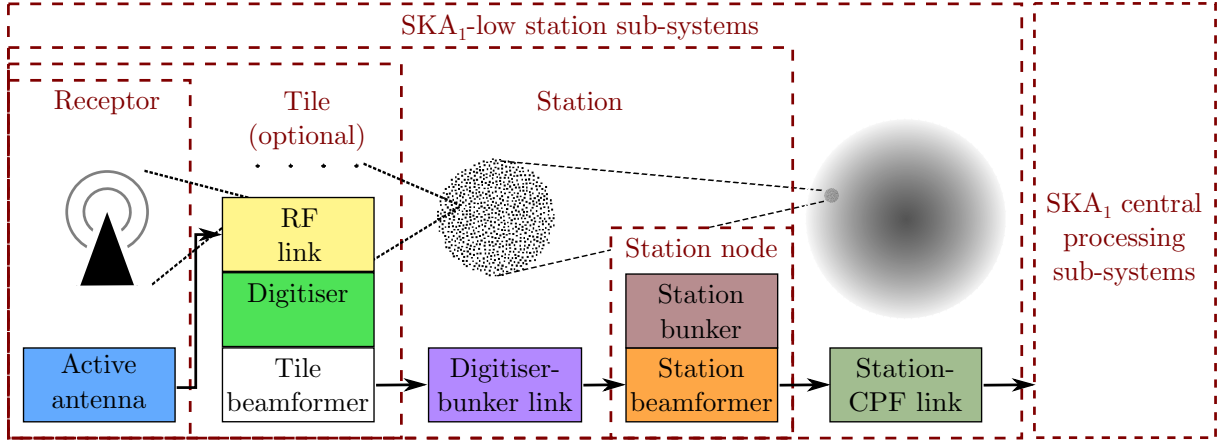 SKA₁-low station sub-systems
Receptor
Tile
(optional)
Station
RF
link
Digitiser
Tile
beamformer
Active
antenna
Digitiser-
bunker link
Station node
Station
bunker
Station
beamformer
Station-
CPF link
SKA₁ central
processing
sub-systems